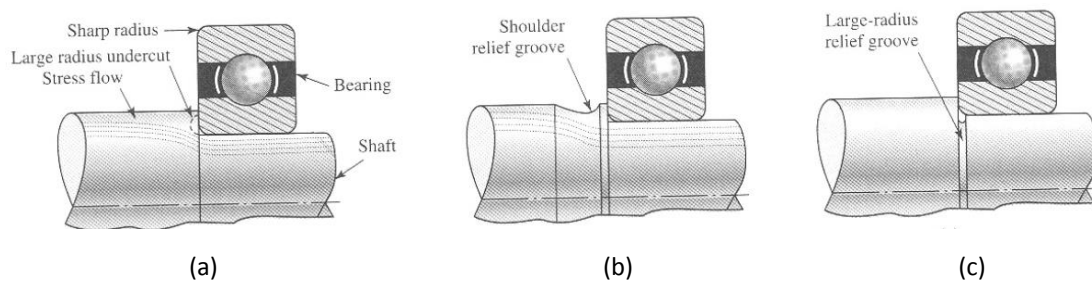 Sharp radius
Large radius undercut
Stress flow
Bearing
Shaft
(a)
Shoulder
relief groove
(b)
Large-radius
relief groove
(c)